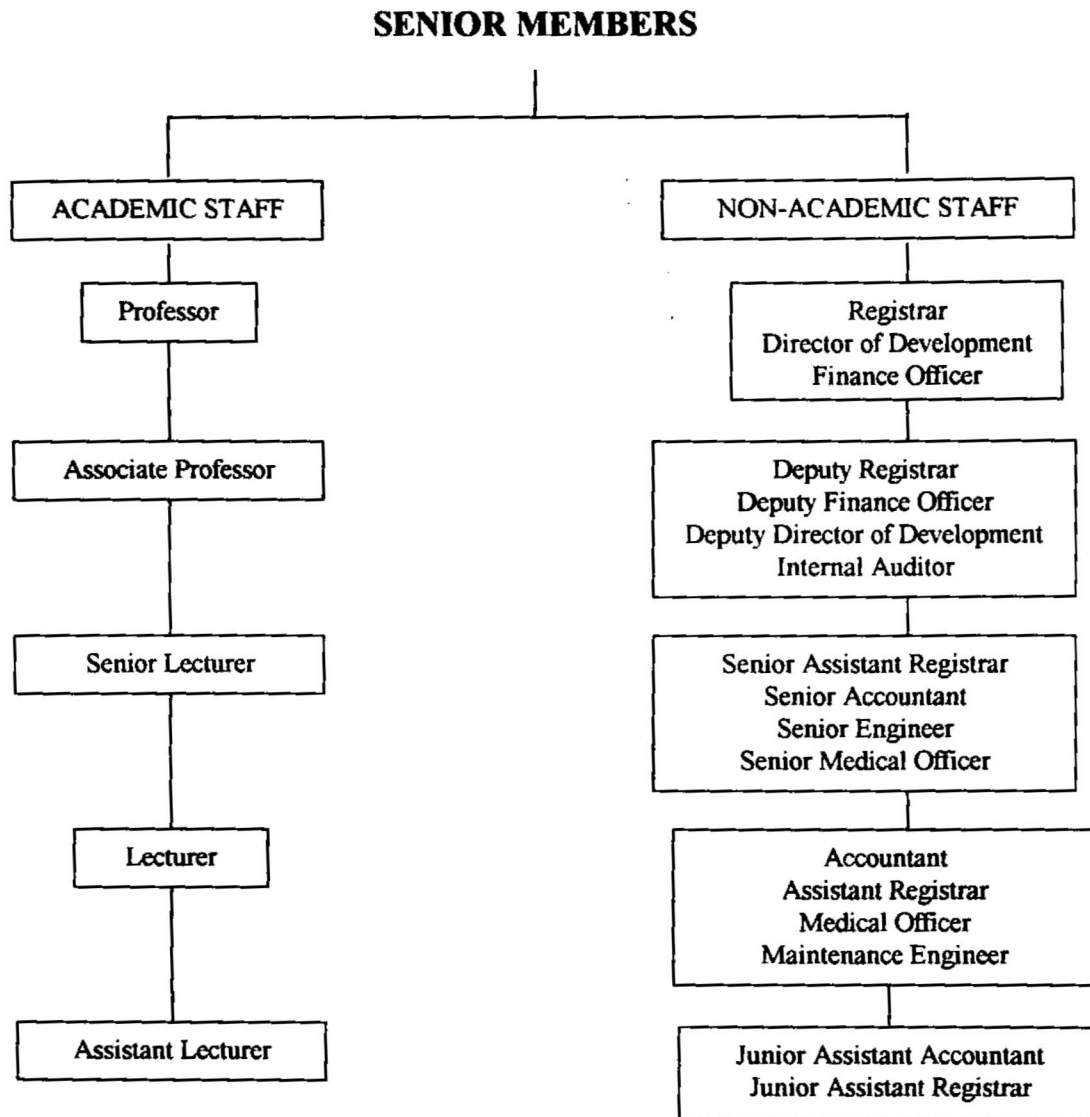 SENIOR MEMBERS
ACADEMIC STAFF
Professor
Associate Professor
Senior Lecturer
Lecturer
Assistant Lecturer
NON-ACADEMIC STAFF
Registrar
Director of Development
Finance Officer
Deputy Registrar
Deputy Finance Officer
Deputy Director of Development
Internal Auditor
Senior Assistant Registrar
Senior Accountant
Senior Engineer
Senior Medical Officer
Accountant
Assistant Registrar
Medical Officer
Maintenance Engineer
Junior Assistant Accountant
Junior Assistant Registrar